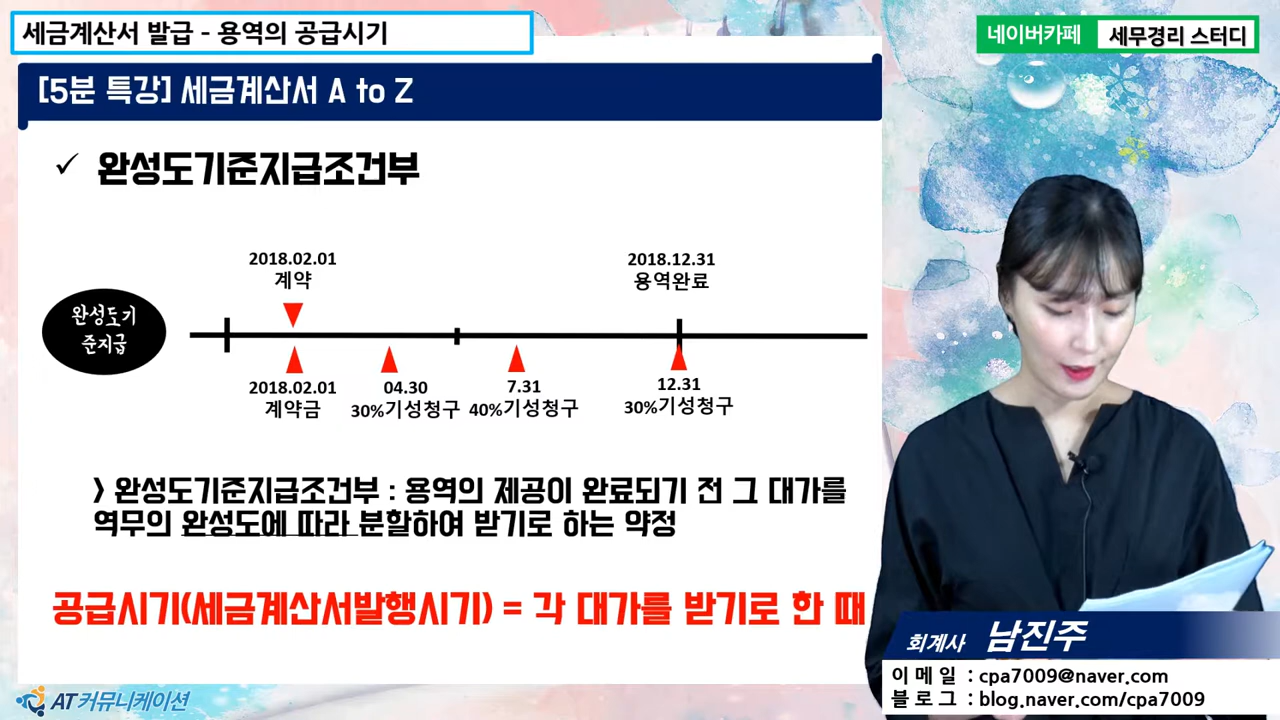 세금계산서 발급 - 용역의 공급시기
네이버카페 세무경리 스터디
[5분 특강] 세금계산서 A to Z
✓ 완성도기준지급조건부
2018.02.01
계약
2018.12.31
용역완료
완성도기
준지급
2018.02.01
계약금
04.30
30%기성청구
7.31
40%기성청구
12.31
30%기성청구
> 완성도기준지급조건부 : 용역의 제공이 완료되기 전 그 대가를
역무의 완성도에 따라 분할하여 받기로 하는 약정
공급시기(세금계산서발행시기) = 각 대가를 받기로 한 때
회계사 남진주
이 메 일 : cpa7009@naver.com
블 로 그 : blog.naver.com/cpa7009
AT커뮤니케이션